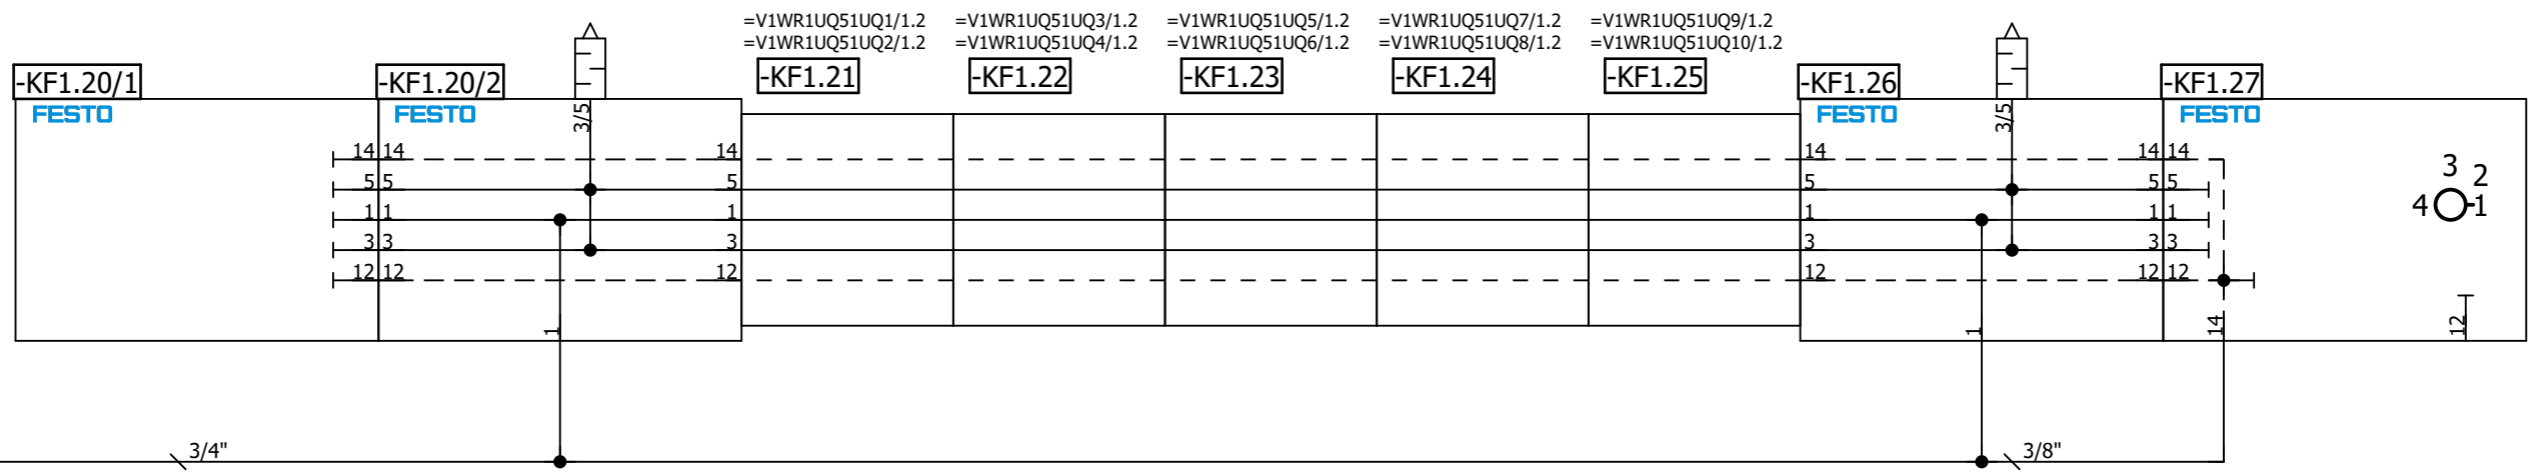 =V1WR1UQ51UQ1/1.2 =V1WR1UQ51UQ3/1.2 =V1WR1UQ51UQ5/1.2 =V1WR1UQ51UQ7/1.2 =V1WR1UQ51UQ9/1.2
=V1WR1UQ51UQ2/1.2 =V1WR1UQ51UQ4/1.2 =V1WR1UQ51UQ6/1.2 =V1WR1UQ51UQ8/1.2 =V1WR1UQ51UQ10/1.2
-KF1.20/1 -KF1.20/2 -KF1.21 -KF1.22 -KF1.23 -KF1.24 -KF1.25 -KF1.26 -KF1.27
FESTO FESTO 3/5 FESTO 3/5 FESTO
14 14 14 14 14 14
5 5 5 5 5 5
1 1 1 1 1 1
3 3 3 3 3 3
12 12 12 12 12 12
3 2
4 1
1 1 14 12
3/4" 3/8"